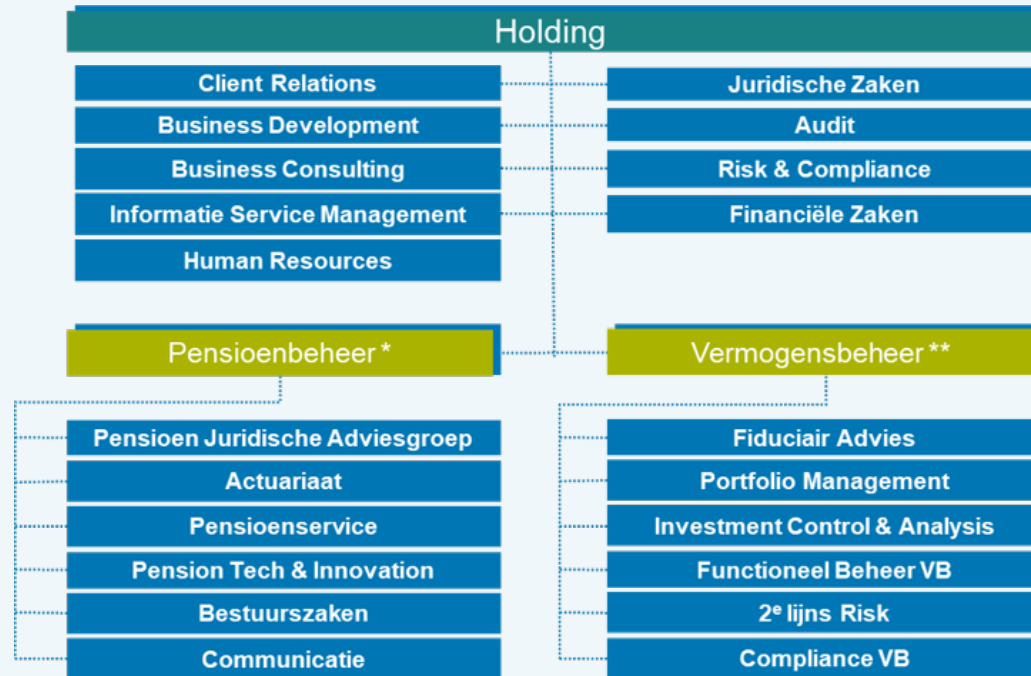 Holding
Client Relations
Business Development
Business Consulting
Informatie Service Management
Human Resources
Juridische Zaken
Audit
Risk & Compliance
Financiële Zaken
Pensioenbeheer *
Pensioen Juridische Adviesgroep
Actuariaat
Pensioenservice
Pension Tech & Innovation
Bestuurszaken
Communicatie
Vermogensbeheer **
Fiduciair Advies
Portfolio Management
Investment Control & Analysis
Functioneel Beheer VB
2ᵉ lijns Risk
Compliance VB